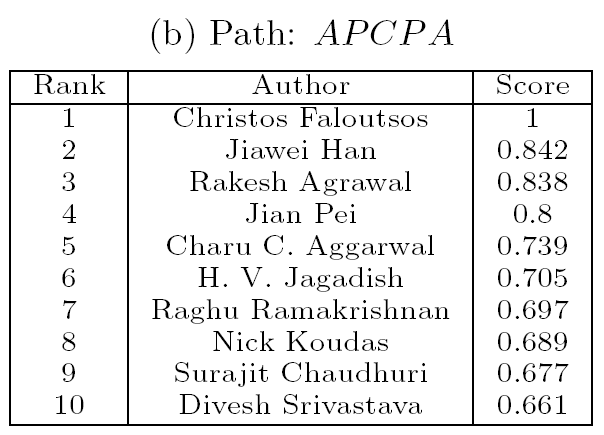 (b) Path: APCPA
Rank Author Score
1 Christos Faloutsos 1
2 Jiawei Han 0.842
3 Rakesh Agrawal 0.838
4 Jian Pei 0.8
5 Charu C. Aggarwal 0.739
6 H. V. Jagadish 0.705
7 Raghu Ramakrishnan 0.697
8 Nick Koudas 0.689
9 Surajit Chaudhuri 0.677
10 Divesh Srivastava 0.661